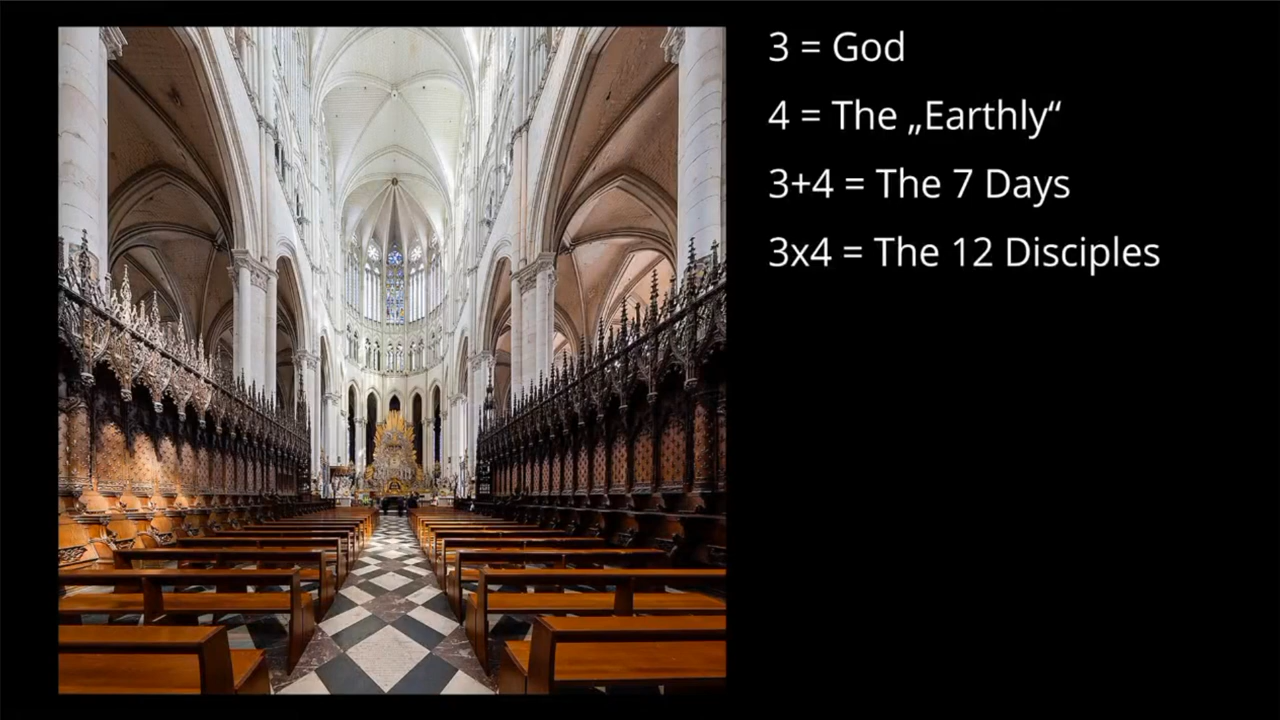 3 = God
4 = The „Earthly“
3+4 = The 7 Days
3x4 = The 12 Disciples